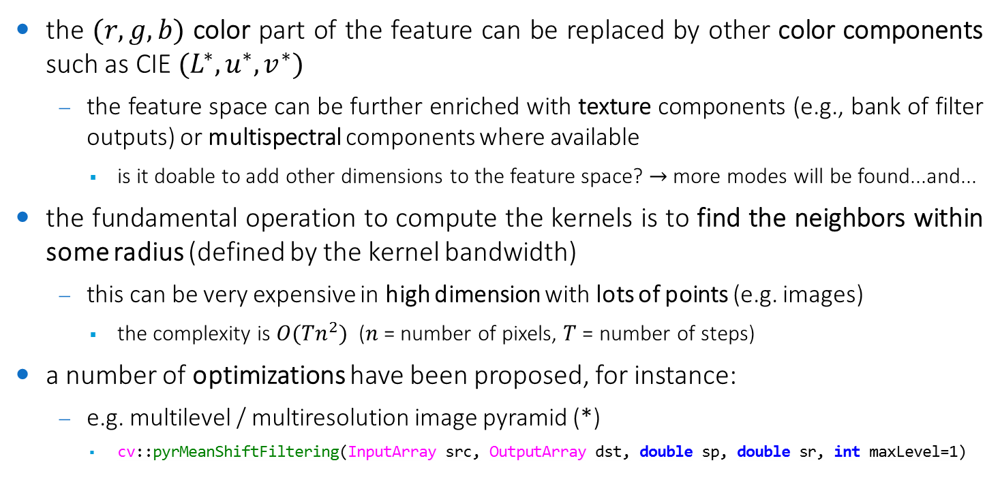 • the (r, g, b) color part of the feature can be replaced by other color components
such as CIE (L*, u*, v*)
– the feature space can be further enriched with texture components (e.g., bank of filter
outputs) or multispectral components where available
▪ is it doable to add other dimensions to the feature space? → more modes will be found...and...
• the fundamental operation to compute the kernels is to find the neighbors within
some radius (defined by the kernel bandwidth)
– this can be very expensive in high dimension with lots of points (e.g. images)
▪ the complexity is O(Tn²) (n = number of pixels, T = number of steps)
• a number of optimizations have been proposed, for instance:
– e.g. multilevel / multiresolution image pyramid (*)
▪ cv::pyrMeanShiftFiltering(InputArray src, OutputArray dst, double sp, double sr, int maxLevel=1)